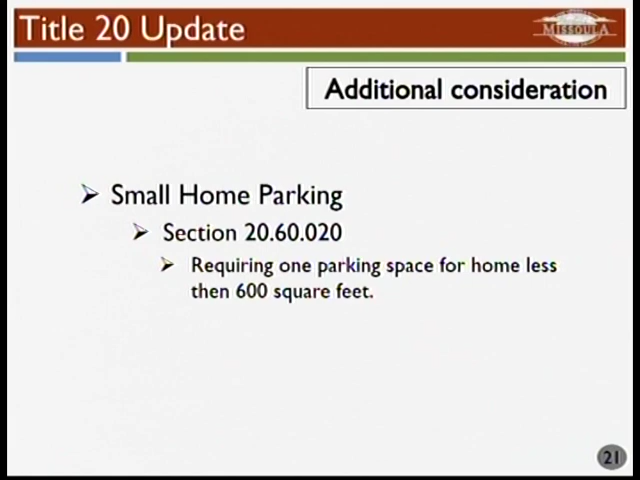 Title 20 Update
MISSOULA
Additional consideration
Small Home Parking
Section 20.60.020
Requiring one parking space for home less
then 600 square feet.
21